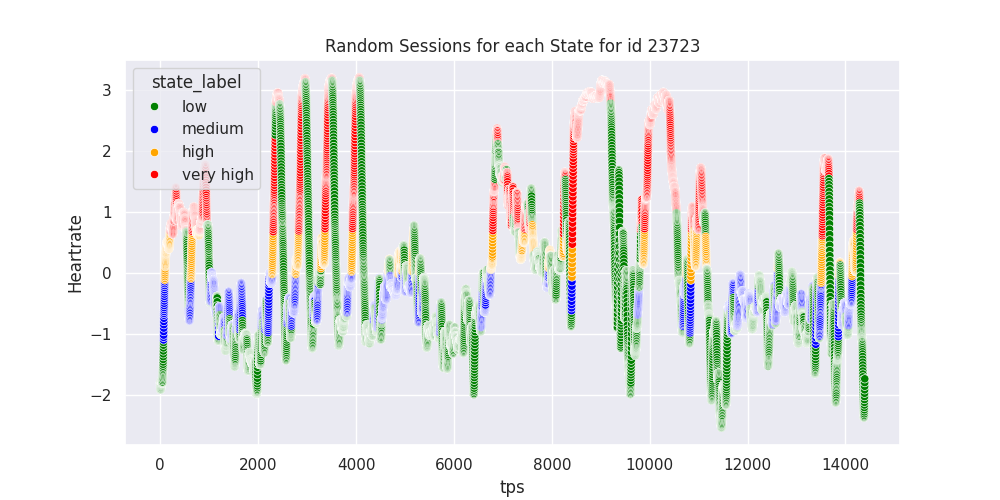 Random Sessions for each State for id 23723
state_label
low
medium
high
very high
Heartrate
3
2
1
0
−1
−2
0 2000 4000 6000 8000 10000 12000 14000
tps